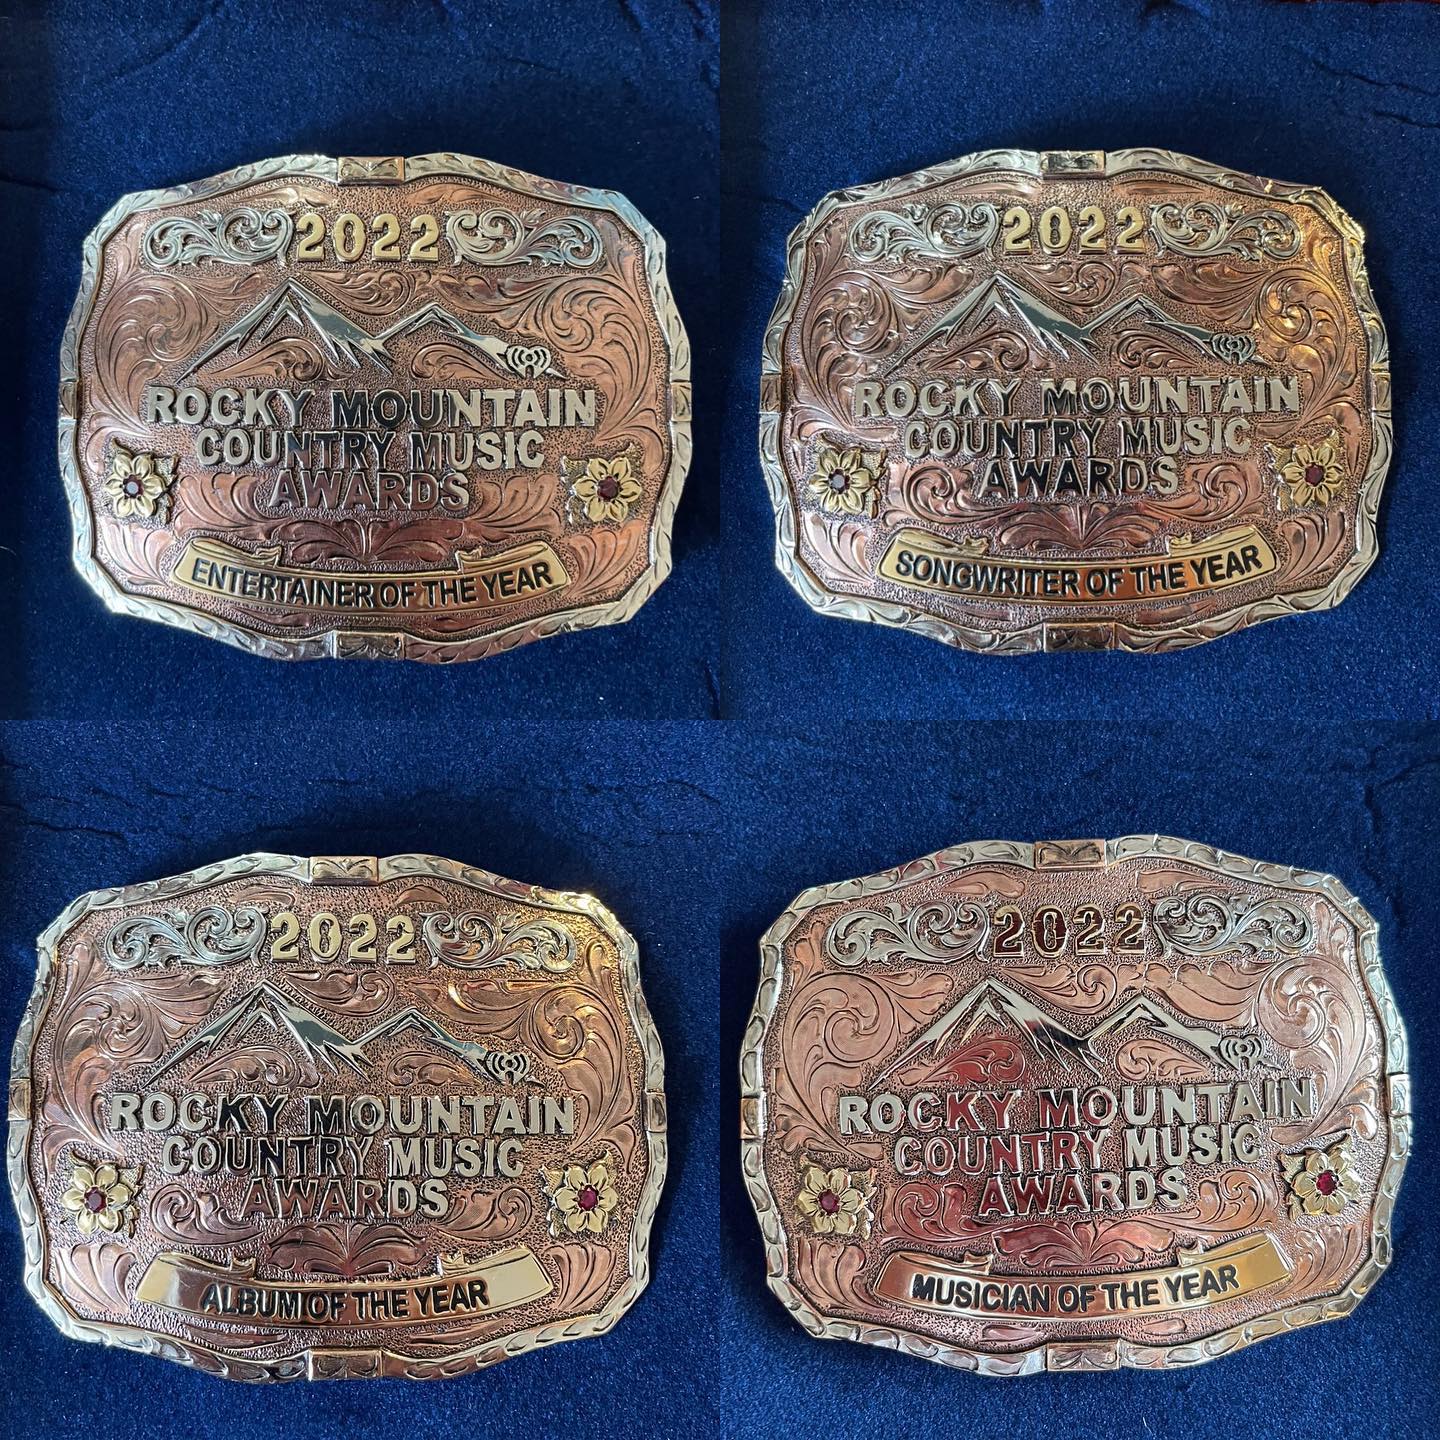 2022
ROCKY MOUNTAIN
COUNTRY MUSIC
AWARDS
ENTERTAINER OF THE YEAR
2022
ROCKY MOUNTAIN
COUNTRY MUSIC
AWARDS
SONGWRITER OF THE YEAR
2022
ROCKY MOUNTAIN
COUNTRY MUSIC
AWARDS
ALBUM OF THE YEAR
2022
ROCKY MOUNTAIN
COUNTRY MUSIC
AWARDS
MUSICIAN OF THE YEAR